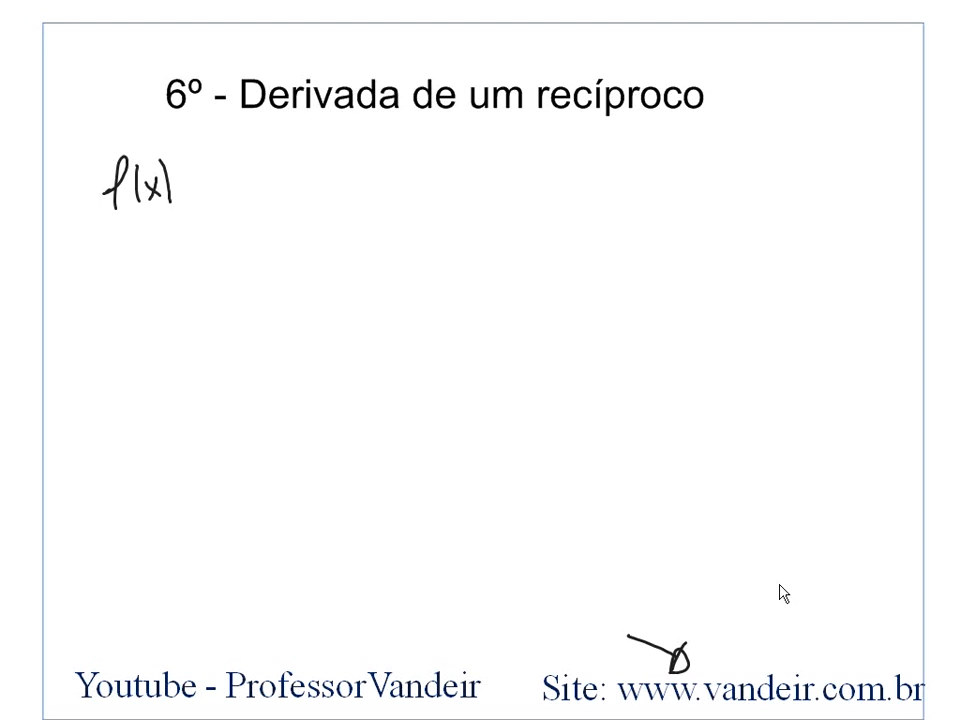 6º - Derivada de um recíproco
f(x)
Youtube - ProfessorVandeir
Site: www.vandeir.com.br